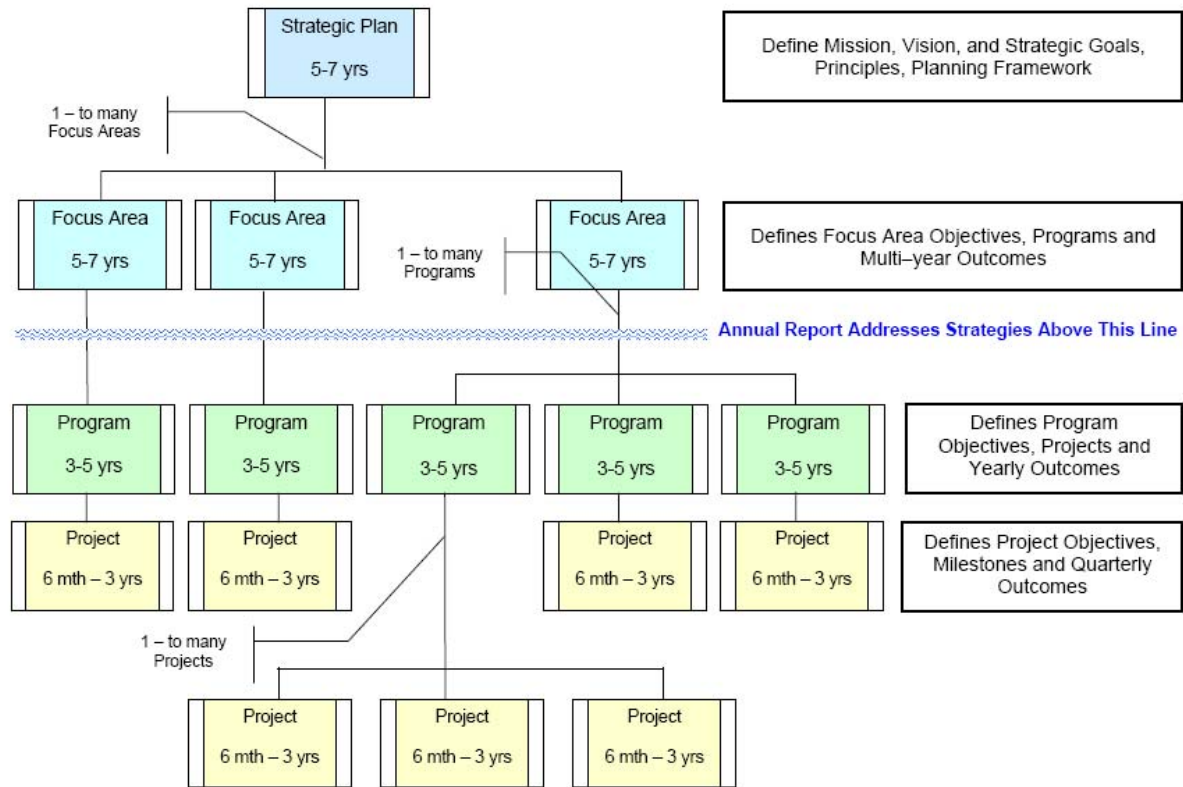 Strategic Plan
5-7 yrs
Define Mission, Vision, and Strategic Goals,
Principles, Planning Framework
1 – to many
Focus Areas
Focus Area
5-7 yrs
Focus Area
5-7 yrs
1 – to many
Programs
Focus Area
5-7 yrs
Defines Focus Area Objectives, Programs and
Multi–year Outcomes
Annual Report Addresses Strategies Above This Line
Program
3-5 yrs
Program
3-5 yrs
Program
3-5 yrs
Program
3-5 yrs
Program
3-5 yrs
Defines Program
Objectives, Projects and
Yearly Outcomes
Project
6 mth – 3 yrs
Project
6 mth – 3 yrs
Project
6 mth – 3 yrs
Project
6 mth – 3 yrs
Defines Project Objectives,
Milestones and Quarterly
Outcomes
1 – to many
Projects
Project
6 mth – 3 yrs
Project
6 mth – 3 yrs
Project
6 mth – 3 yrs